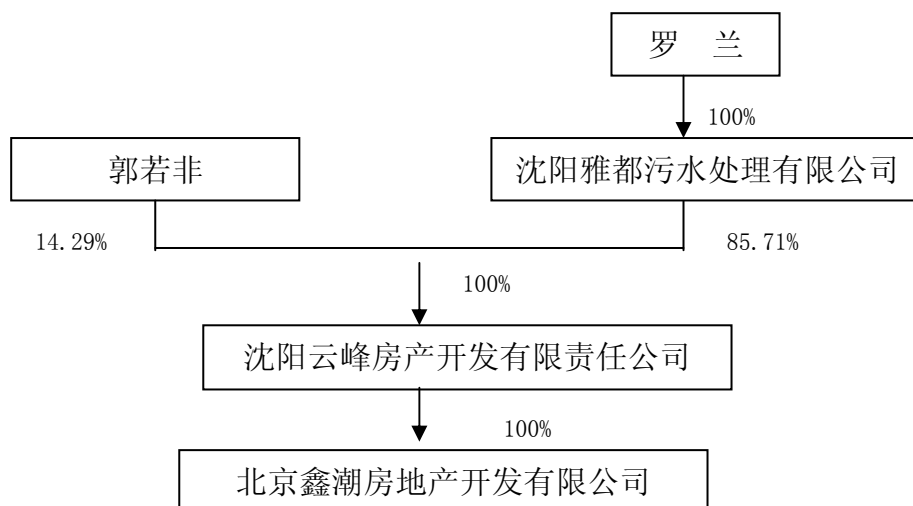 罗 兰
100%
郭若非
沈阳雅都污水处理有限公司
14.29%
85.71%
100%
沈阳云峰房产开发有限责任公司
100%
北京鑫潮房地产开发有限公司